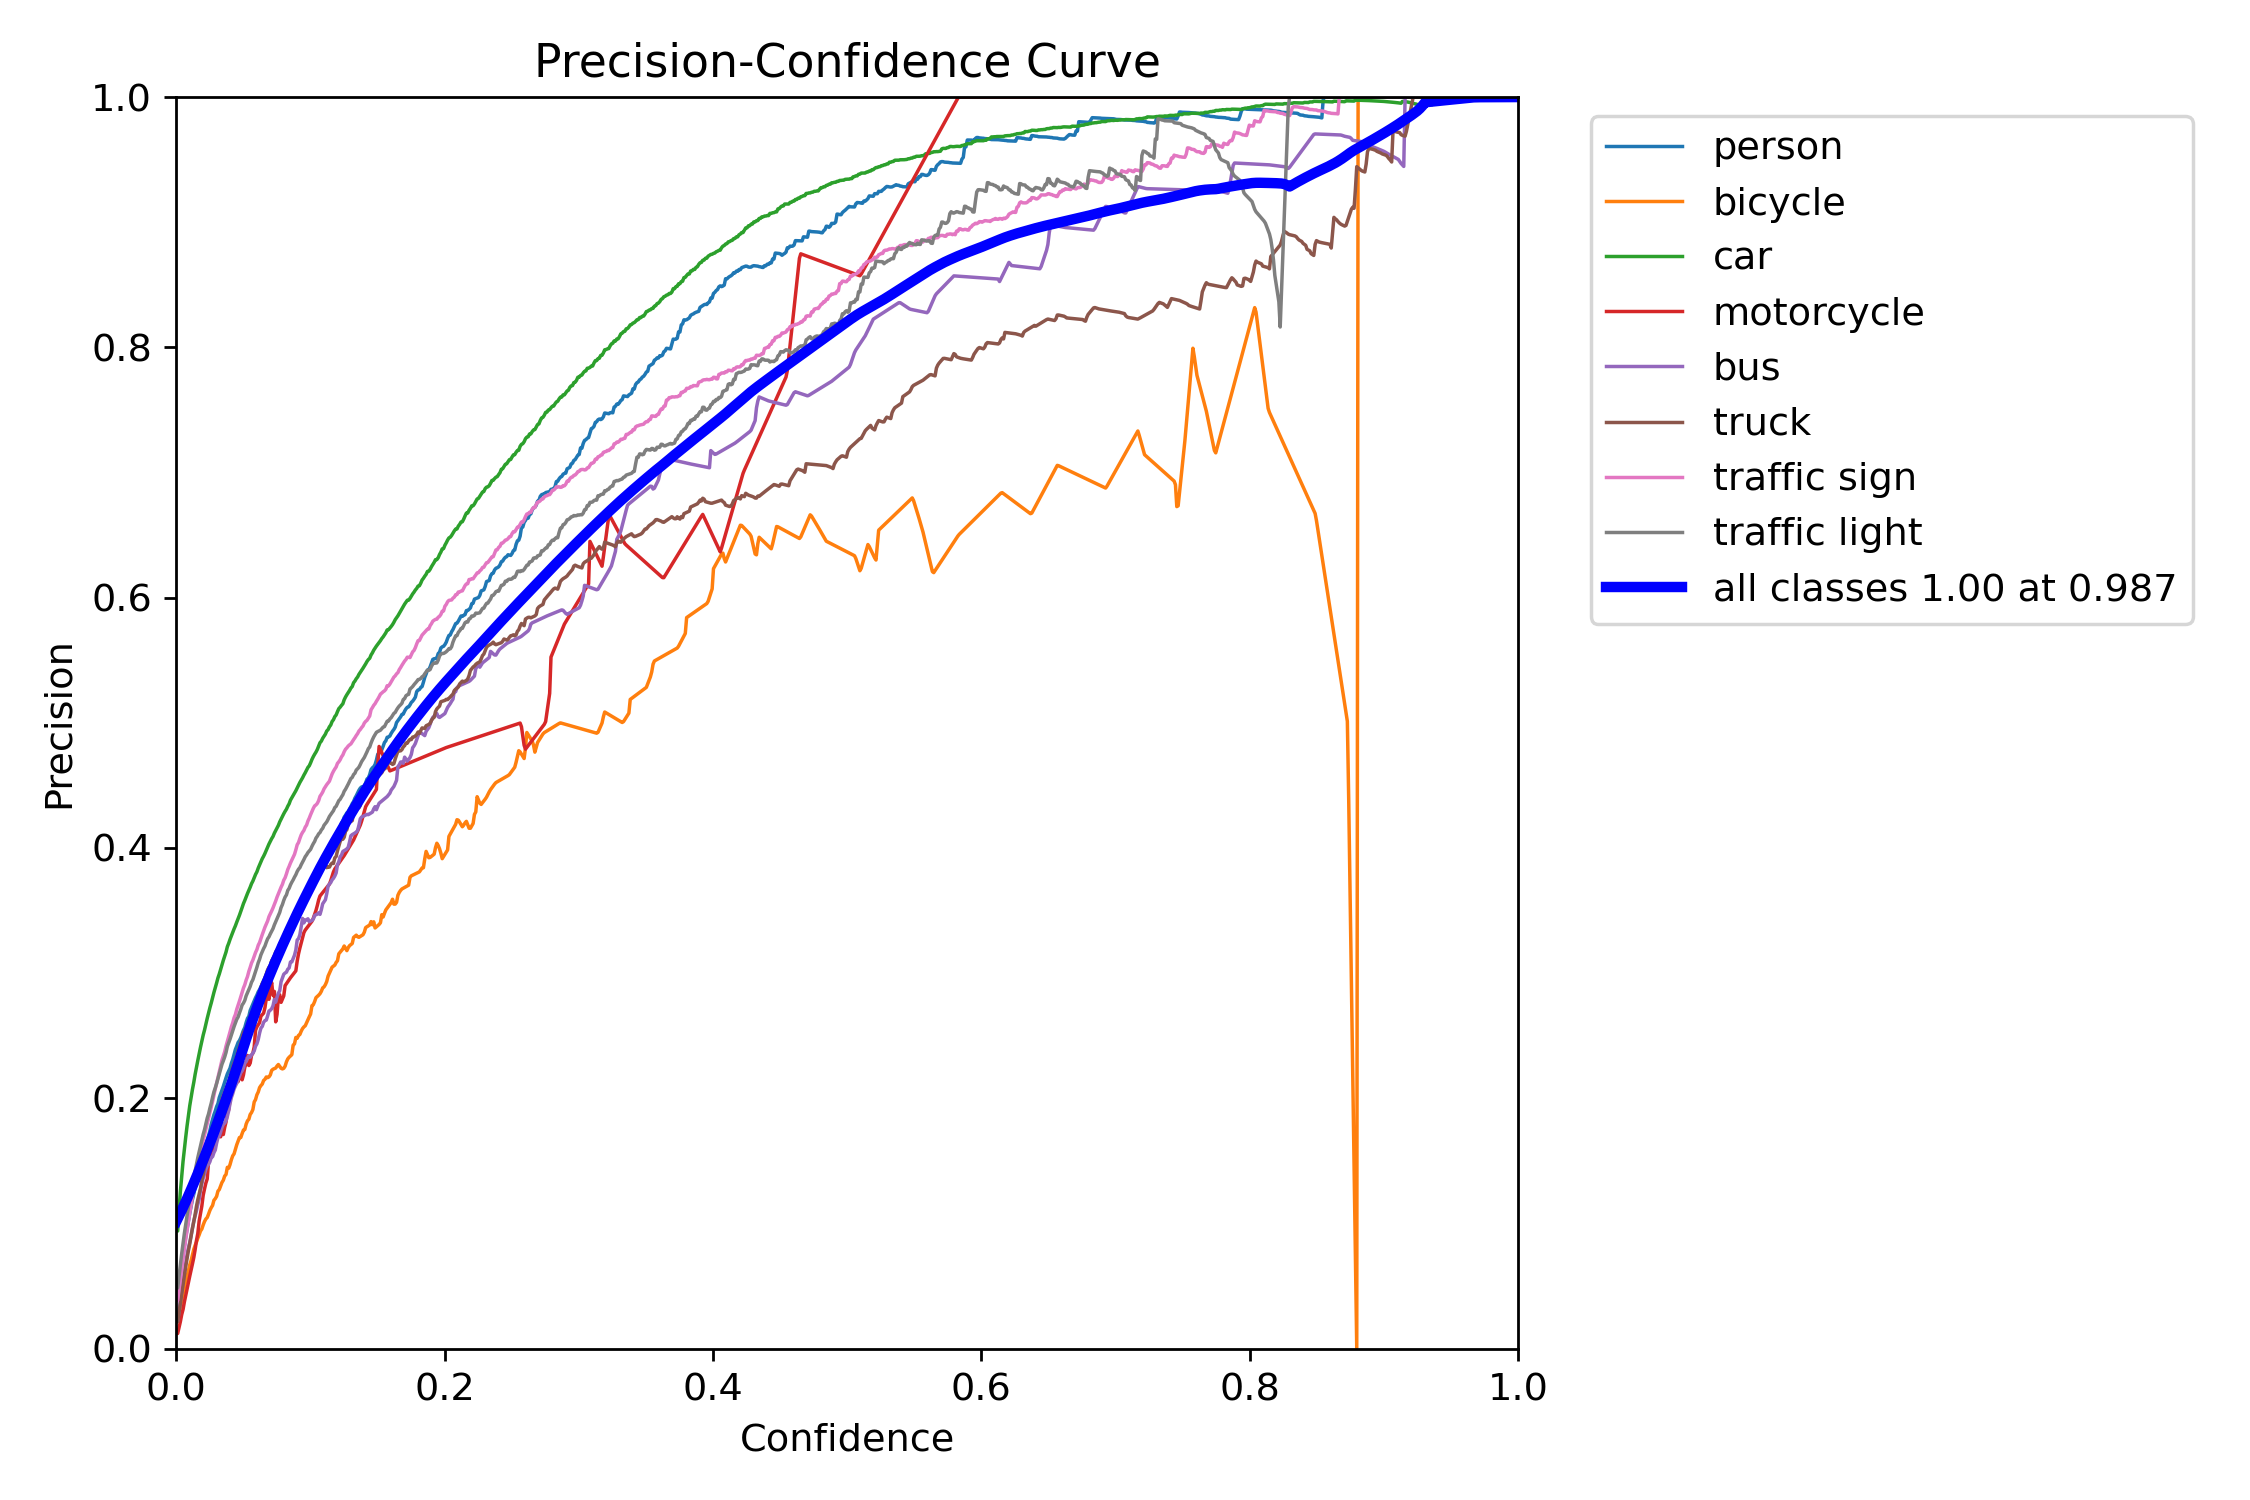 Precision-Confidence Curve
1.0
0.8
0.6
0.4
0.2
0.0
Precision
0.0 0.2 0.4 0.6 0.8 1.0
Confidence
person
bicycle
car
motorcycle
bus
truck
traffic sign
traffic light
all classes 1.00 at 0.987